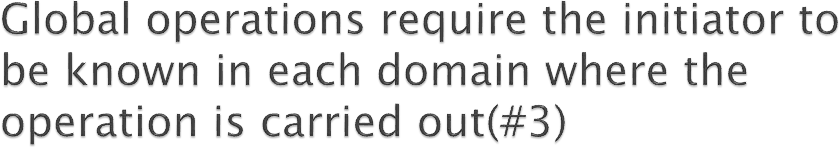 Global operations require the initiator to
be known in each domain where the
operation is carried out(#3)